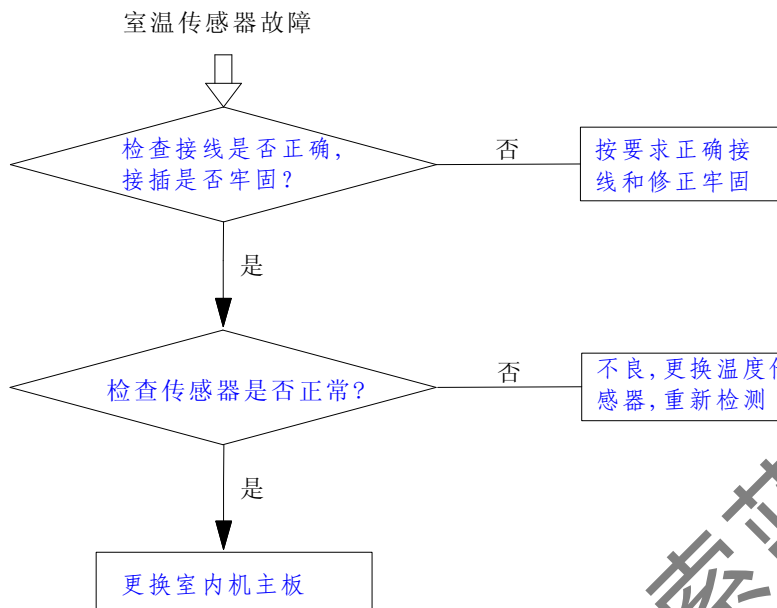 室温传感器故障
检查接线是否正确,
接插是否牢固?
否
按要求正确接
线和修正牢固
是
检查传感器是否正常?
否
不良,更换温度传
感器,重新检测
是
更换室内机主板
索